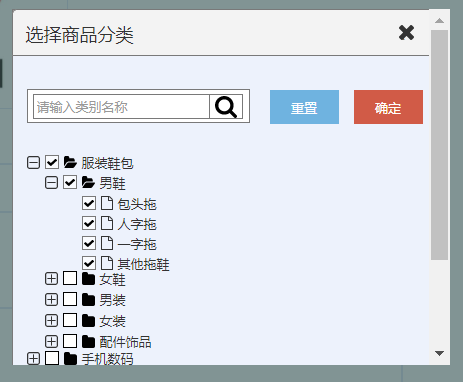 选择商品分类
请输入类别名称
重置 确定
服装鞋包
男鞋
包头拖
人字拖
一字拖
其他拖鞋
女鞋
男装
女装
配件饰品
手机数码